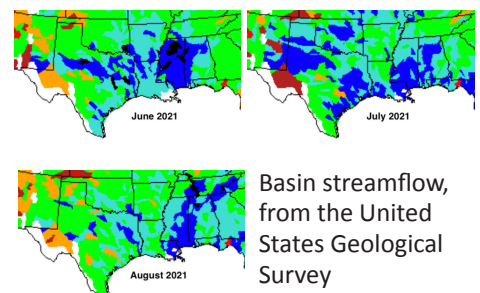 June 2021
July 2021
August 2021
Basin streamflow,
from the United
States Geological
Survey